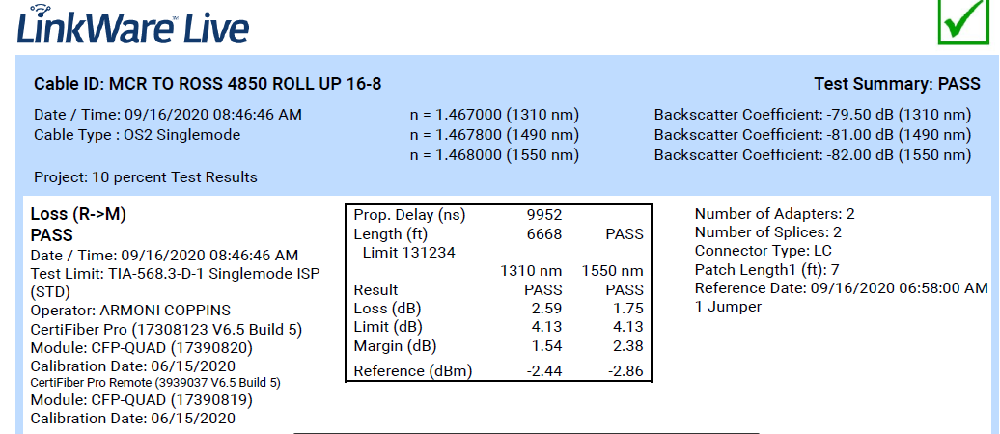 LinkWare™ Live
Cable ID: MCR TO ROSS 4850 ROLL UP 16-8
Test Summary: PASS
Date / Time: 09/16/2020 08:46:46 AM
n = 1.467000 (1310 nm)
Backscatter Coefficient: -79.50 dB (1310 nm)
Cable Type : OS2 Singlemode
n = 1.467800 (1490 nm)
Backscatter Coefficient: -81.00 dB (1490 nm)
n = 1.468000 (1550 nm)
Backscatter Coefficient: -82.00 dB (1550 nm)
Project: 10 percent Test Results
Loss (R->M)
PASS
Date / Time: 09/16/2020 08:46:46 AM
Test Limit: TIA-568.3-D-1 Singlemode ISP
(STD)
Operator: ARMONI COPPINS
CertiFiber Pro (17308123 V6.5 Build 5)
Module: CFP-QUAD (17390820)
Calibration Date: 06/15/2020
CertiFiber Pro Remote (3939037 V6.5 Build 5)
Module: CFP-QUAD (17390819)
Calibration Date: 06/15/2020
Prop. Delay (ns) 9952
Length (ft) 6668 PASS
Limit 131234
1310 nm 1550 nm
Result PASS PASS
Loss (dB) 2.59 1.75
Limit (dB) 4.13 4.13
Margin (dB) 1.54 2.38
Reference (dBm) -2.44 -2.86
Number of Adapters: 2
Number of Splices: 2
Connector Type: LC
Patch Length1 (ft): 7
Reference Date: 09/16/2020 06:58:00 AM
1 Jumper